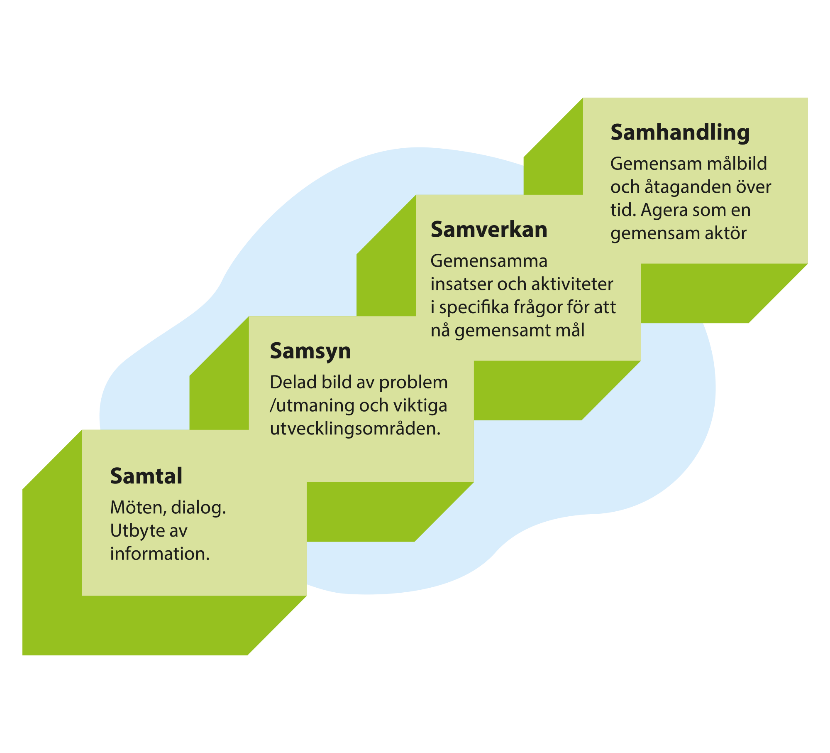 Samhandling
Gemensam målbild
och åtaganden över
tid. Agera som en
gemensam aktör
Samverkan
Gemensamma
insatser och aktiviteter
i specifika frågor för att
nå gemensamt mål
Samsyn
Delad bild av problem
/utmaning och viktiga
utvecklingsområden.
Samtal
Möten, dialog.
Utbyte av
information.